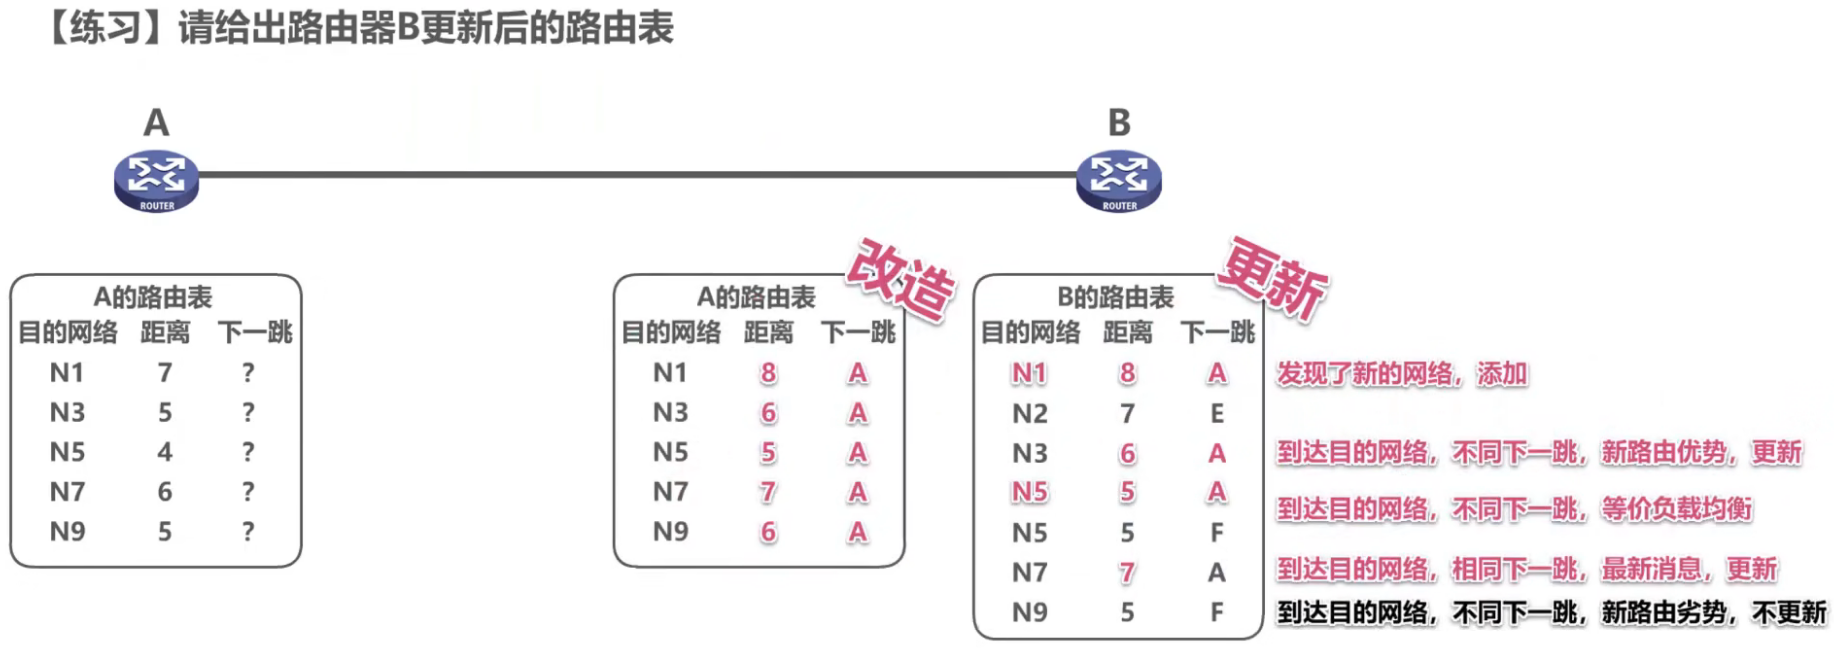 【练习】请给出路由器B更新后的路由表
A
B
ROUTER
ROUTER
改造
更新
A的路由表
目的网络 距离 下一跳
N1 7 ?
N3 5 ?
N5 4 ?
N7 6 ?
N9 5 ?
A的路由表
目的网络 距离 下一跳
N1 8 A
N3 6 A
N5 5 A
N7 7 A
N9 6 A
B的路由表
目的网络 距离 下一跳
N1 8 A 发现了新的网络，添加
N2 7 E
N3 6 A 到达目的网络，不同下一跳，新路由优势，更新
N5 5 A 到达目的网络，不同下一跳，等价负载均衡
N5 5 F
N7 7 A 到达目的网络，相同下一跳，最新消息，更新
N9 5 F 到达目的网络，不同下一跳，新路由劣势，不更新